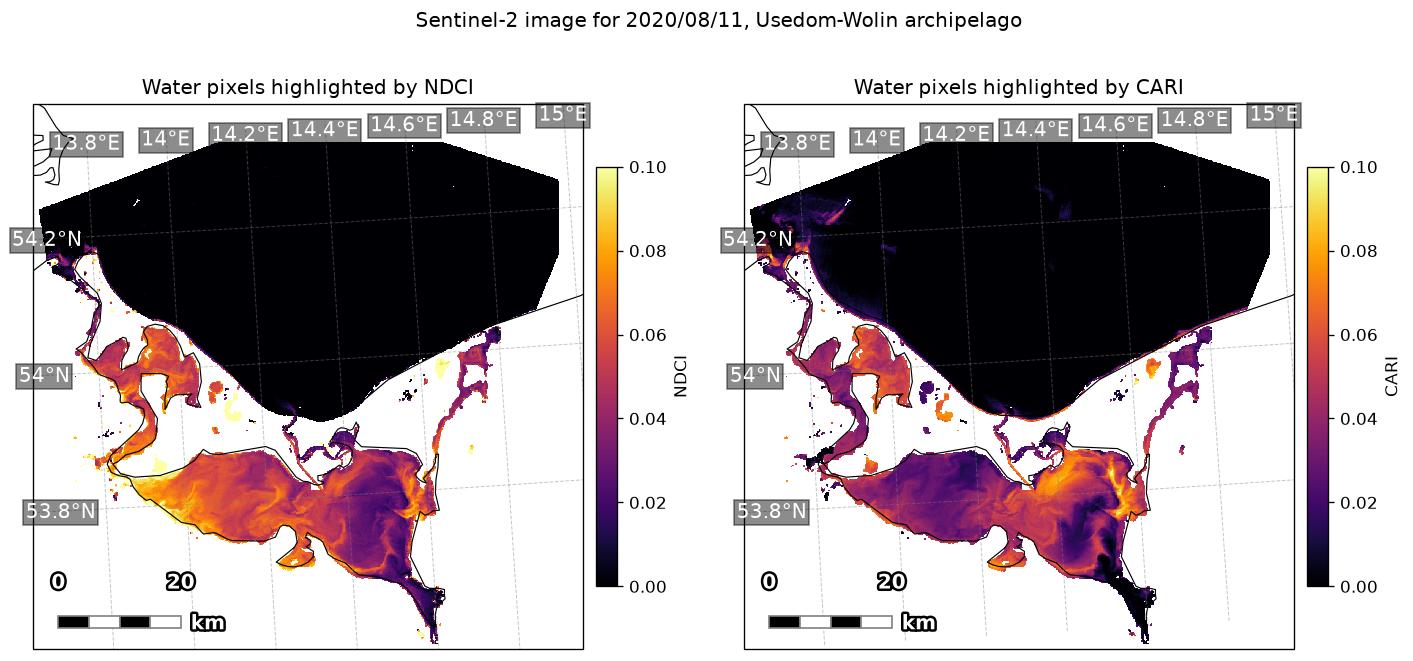 Sentinel-2 image for 2020/08/11, Usedom-Wolin archipelago
Water pixels highlighted by NDCI
13.8°E 14°E 14.2°E 14.4°E 14.6°E 14.8°E 15°E
54.2°N
54°N
53.8°N
0 20
km
0.10
0.08
0.06
0.04
0.02
0.00
NDCI
Water pixels highlighted by CARI
13.8°E 14°E 14.2°E 14.4°E 14.6°E 14.8°E 15°E
54.2°N
54°N
53.8°N
0 20
km
0.10
0.08
0.06
0.04
0.02
0.00
CARI